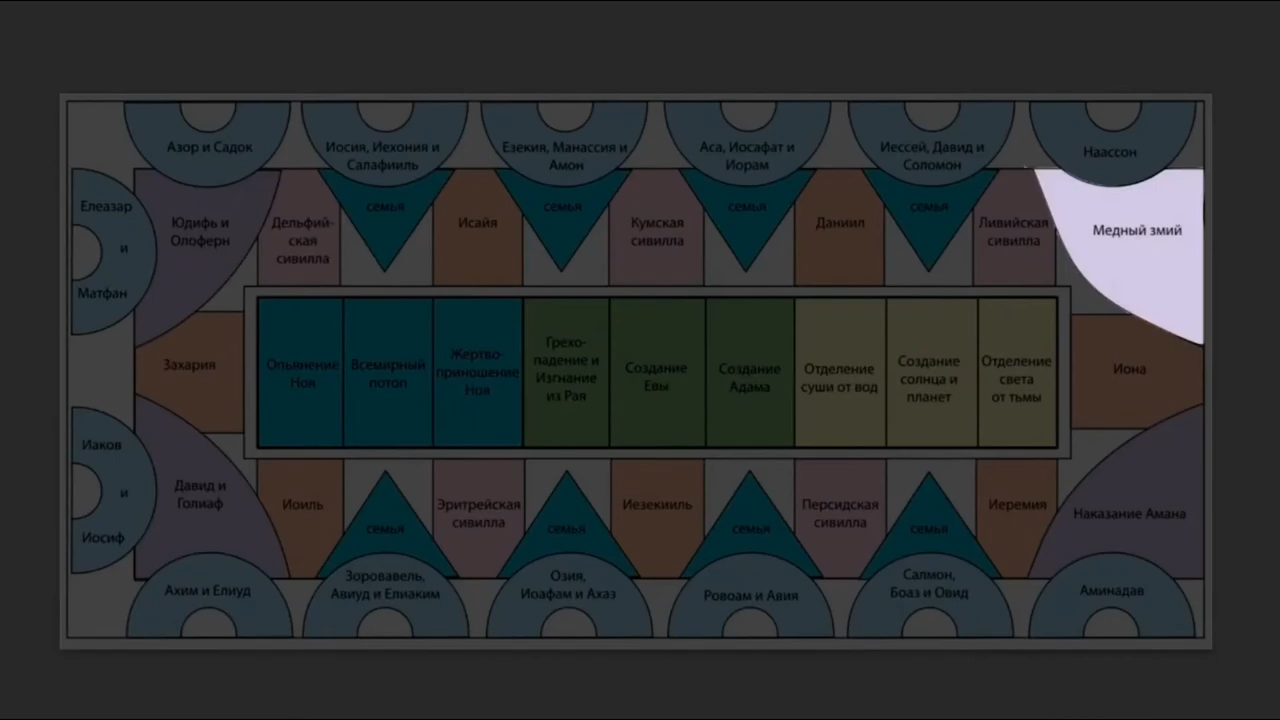 Азор и Садок
Иосия, Иехония и
Салафииль
Езекия, Манассия и
Амон
Аса, Иосафат и
Иорам
Иессей, Давид и
Соломон
Наассон
Елеазар
и
Матфан
Юдифь и
Олоферн
Дельфий-
ская
сивилла
семья
Исайя
семья
Кумская
сивилла
семья
Даниил
семья
Ливийская
сивилла
Медный змий
Захария
Опьянение
Ноя
Всемирный
потоп
Жертво-
приношение
Ноя
Грехо-
падение и
Изгнание
из Рая
Создание
Евы
Создание
Адама
Отделение
суши от вод
Создание
солнца и
планет
Отделение
света
от тьмы
Иона
Иаков
и
Иосиф
Давид и
Голиаф
Иоиль
семья
Эритрейская
сивилла
семья
Иезекииль
семья
Персидская
сивилла
семья
Иеремия
Наказание Амана
Ахим и Елиуд
Зоровавель,
Авиуд и Елиаким
Озия,
Иоафам и Ахаз
Ровоам и Авия
Салмон,
Боаз и Овид
Аминадав